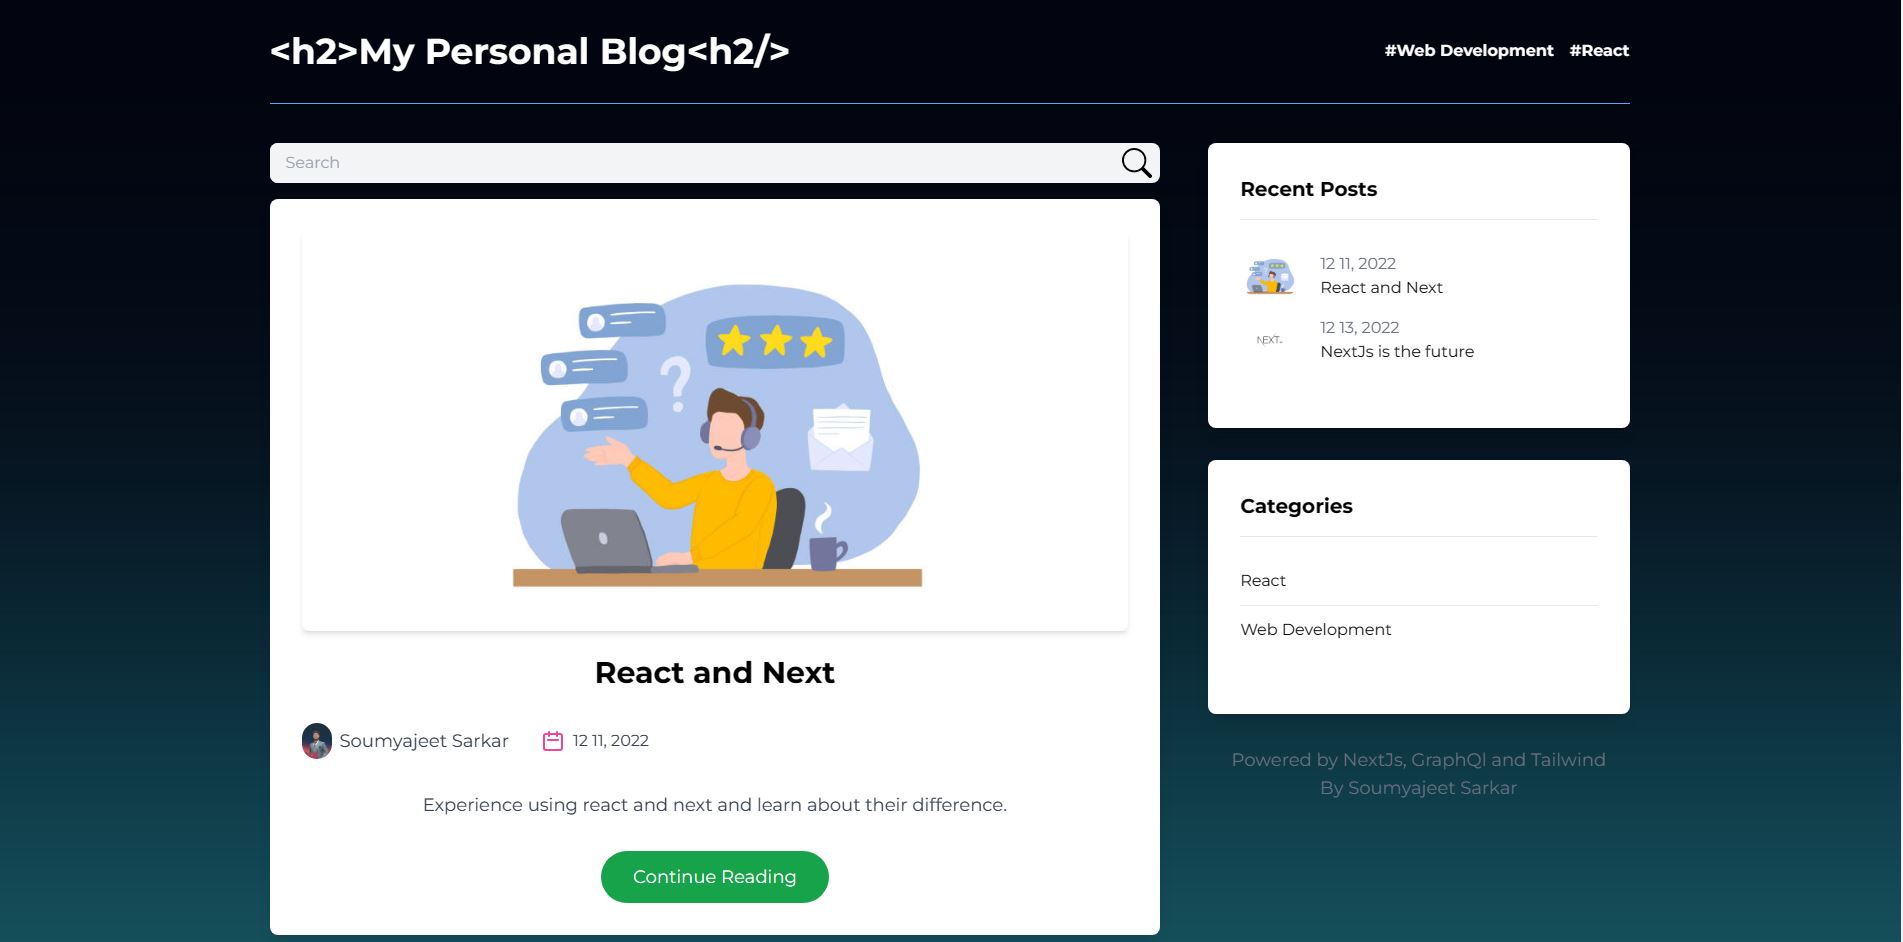 <h2>My Personal Blog<h2/>
#Web Development #React
Search
React and Next
Soumyajeet Sarkar
12 11, 2022
Experience using react and next and learn about their difference.
Continue Reading
Recent Posts
12 11, 2022
React and Next
NEXT.JS
12 13, 2022
NextJs is the future
Categories
React
Web Development
Powered by NextJs, GraphQl and Tailwind
By Soumyajeet Sarkar